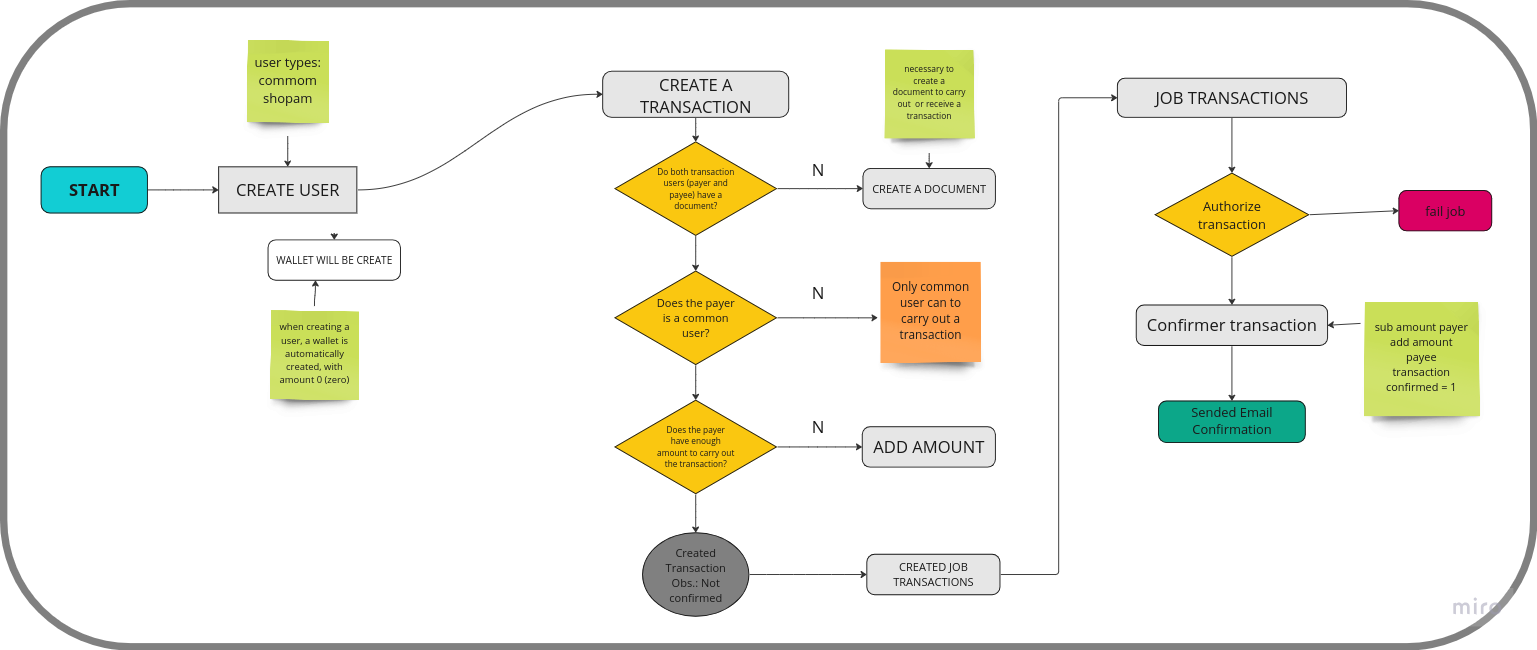 user types:
commom
shopam
START
CREATE USER
WALLET WILL BE CREATE
when creating a
user, a wallet is
automatically
created, with
amount 0 (zero)
CREATE A
TRANSACTION
Do both transaction
users (payer and
payee) have a
document?
N
necessary to
create a
document to carry
out or receive a
transaction
CREATE A DOCUMENT
Does the payer
is a common
user?
N
Only common
user can to
carry out a
transaction
Does the payer
have enough
amount to carry out
the transaction?
N
ADD AMOUNT
Created
Transaction
Obs.: Not
confirmed
CREATED JOB
TRANSACTIONS
JOB TRANSACTIONS
Authorize
transaction
fail job
Confirmer transaction
sub amount payer
add amount
payee
transaction
confirmed = 1
Sended Email
Confirmation
miro